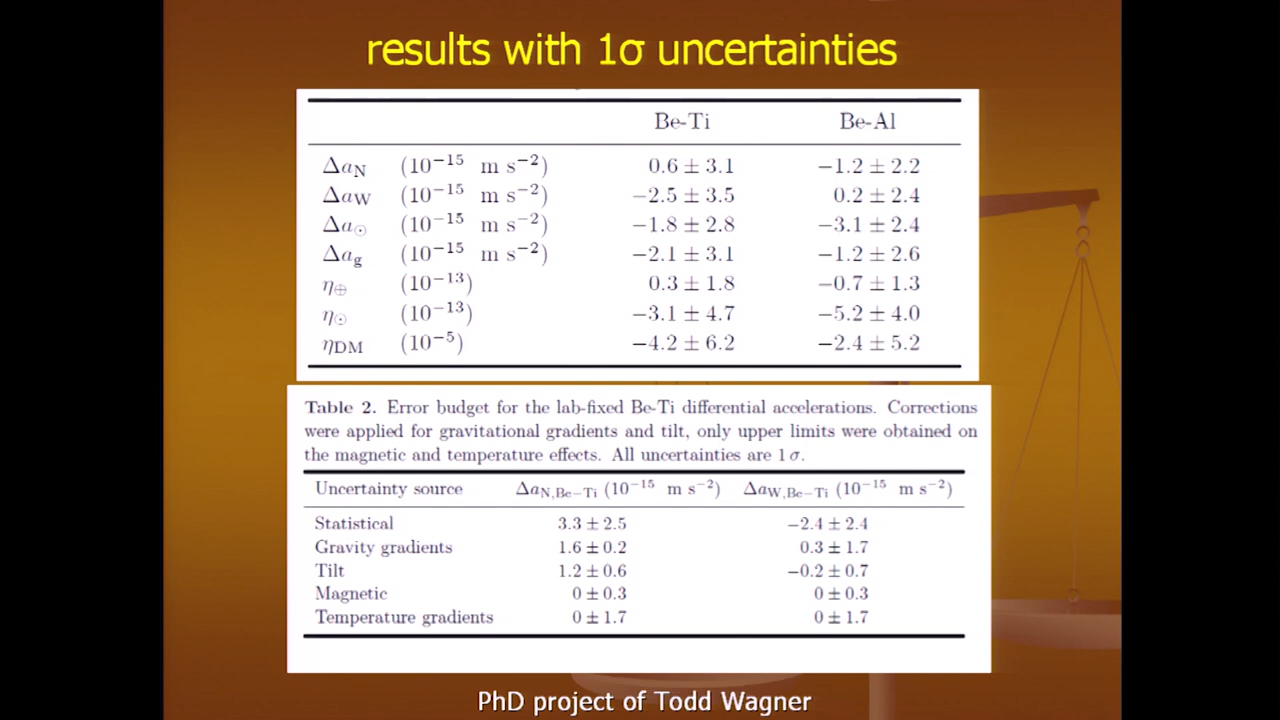 results with 1σ uncertainties
Be-Ti Be-Al
Δa_N (10^−15 m s^−2) 0.6 ± 3.1 −1.2 ± 2.2
Δa_W (10^−15 m s^−2) −2.5 ± 3.5 0.2 ± 2.4
Δa_⊙ (10^−15 m s^−2) −1.8 ± 2.8 −3.1 ± 2.4
Δa_g (10^−15 m s^−2) −2.1 ± 3.1 −1.2 ± 2.6
η_⊕ (10^−13) 0.3 ± 1.8 −0.7 ± 1.3
η_⊙ (10^−13) −3.1 ± 4.7 −5.2 ± 4.0
η_DM (10^−5) −4.2 ± 6.2 −2.4 ± 5.2
Table 2. Error budget for the lab-fixed Be-Ti differential accelerations. Corrections
were applied for gravitational gradients and tilt, only upper limits were obtained on
the magnetic and temperature effects. All uncertainties are 1 σ.
Uncertainty source Δa_N,Be−Ti (10^−15 m s^−2) Δa_W,Be−Ti (10^−15 m s^−2)
Statistical 3.3 ± 2.5 −2.4 ± 2.4
Gravity gradients 1.6 ± 0.2 0.3 ± 1.7
Tilt 1.2 ± 0.6 −0.2 ± 0.7
Magnetic 0 ± 0.3 0 ± 0.3
Temperature gradients 0 ± 1.7 0 ± 1.7
PhD project of Todd Wagner